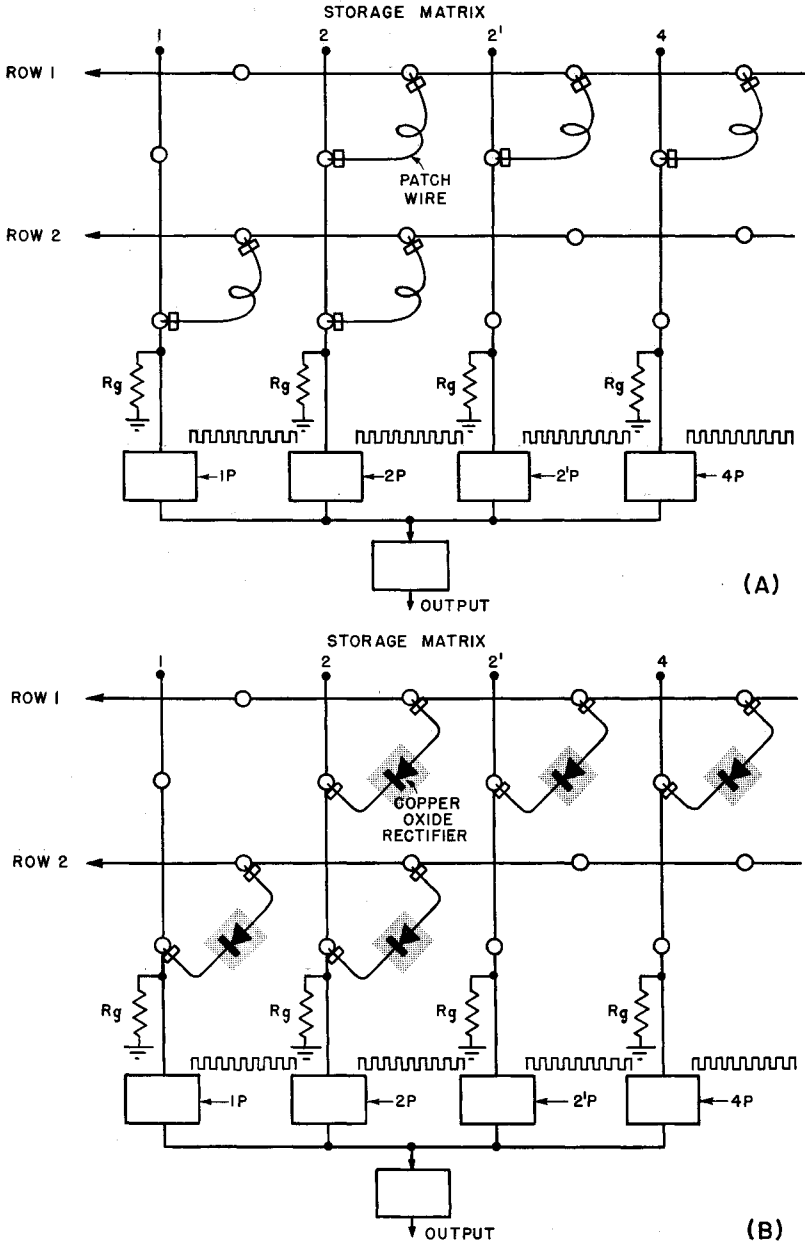 STORAGE MATRIX
1 2 2' 4
ROW 1
PATCH
WIRE
ROW 2
Rg Rg Rg Rg
1P 2P 2'P 4P
(A)
OUTPUT
STORAGE MATRIX
1 2 2' 4
ROW 1
COPPER
OXIDE
RECTIFIER
ROW 2
Rg Rg Rg Rg
1P 2P 2'P 4P
OUTPUT
(B)